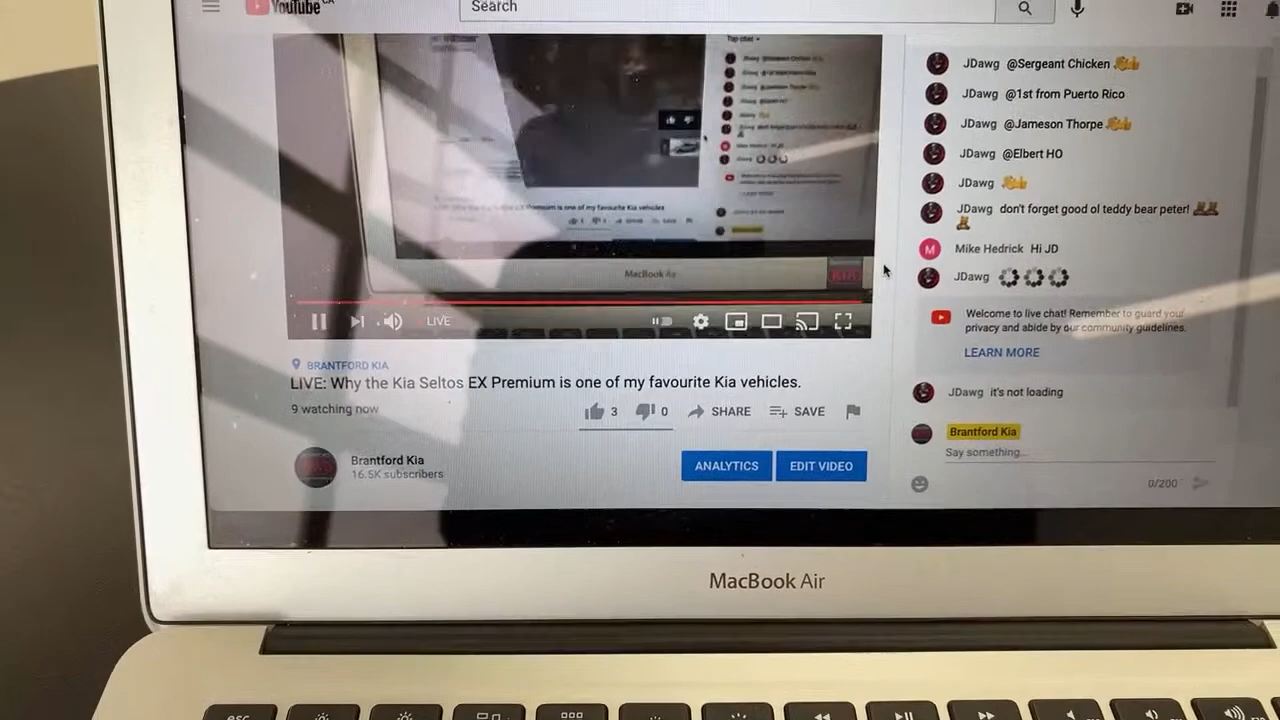 YouTube CA
Search
JDawg @Sergeant Chicken
JDawg @1st from Puerto Rico
JDawg @Jameson Thorpe
JDawg @Elbert HO
JDawg
JDawg don't forget good ol teddy bear peter!
Mike Hedrick Hi JD
JDawg
Welcome to live chat! Remember to guard your
privacy and abide by our community guidelines.
LEARN MORE
JDawg it's not loading
Brantford Kia
Say something...
0/200
Top chat
MacBook Air
KIA
LIVE
BRANTFORD KIA
LIVE: Why the Kia Seltos EX Premium is one of my favourite Kia vehicles.
9 watching now
3
0
SHARE
SAVE
Brantford Kia
16.5K subscribers
ANALYTICS
EDIT VIDEO
MacBook Air
esc